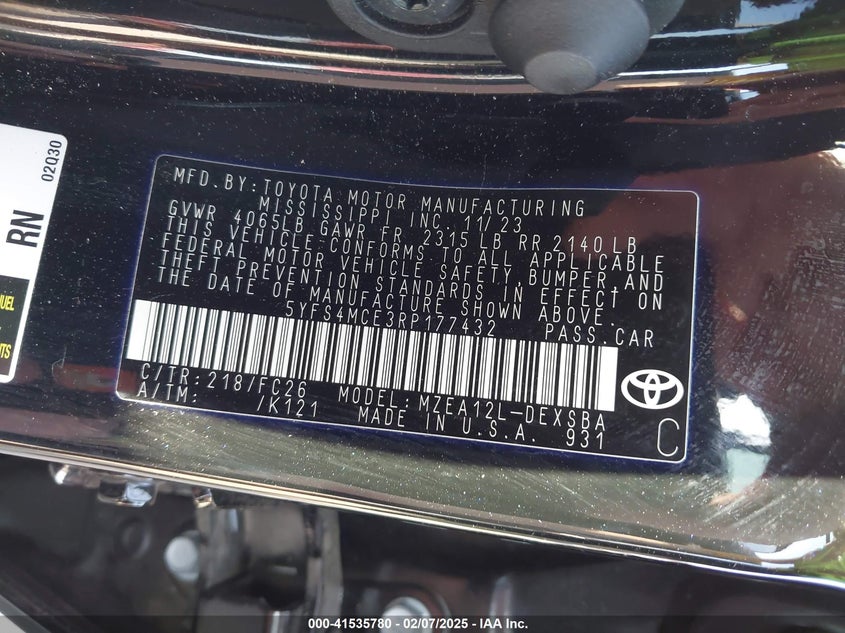 02Q30
RN
MFD. BY: TOYOTA MOTOR MANUFACTURING
MISSISSIPPI INC. 11/23
GVWR 4065LB GAWR FR 2315 LB RR 2140 LB
THIS VEHICLE CONFORMS TO ALL APPLICABLE
FEDERAL MOTOR VEHICLE SAFETY, BUMPER, AND
THEFT PREVENTION STANDARDS IN EFFECT ON
THE DATE OF MANUFACTURE SHOWN ABOVE.
5YFS4MCE3RP177432 PASS. CAR
C/TR: 218/FC26 MODEL: MZEA12L-DEXSBA
A/TM: /K121 MADE IN U.S.A. 931
C
000-41535780 - 02/07/2025 - IAA Inc.